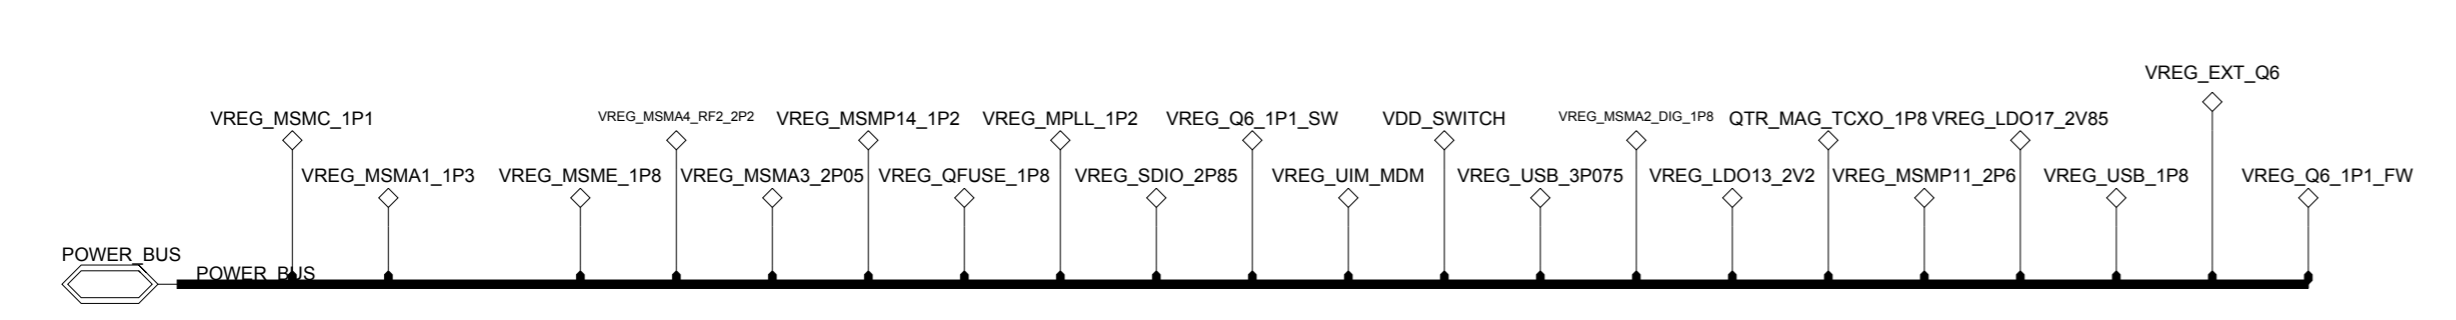 VREG_EXT_Q6
VREG_MSMC_1P1
VREG_MSMA4_RF2_2P2
VREG_MSMP14_1P2
VREG_MPLL_1P2
VREG_Q6_1P1_SW
VDD_SWITCH
VREG_MSMA2_DIG_1P8
QTR_MAG_TCXO_1P8
VREG_LDO17_2V85
VREG_MSMA1_1P3
VREG_MSME_1P8
VREG_MSMA3_2P05
VREG_QFUSE_1P8
VREG_SDIO_2P85
VREG_UIM_MDM
VREG_USB_3P075
VREG_LDO13_2V2
VREG_MSMP11_2P6
VREG_USB_1P8
VREG_Q6_1P1_FW
POWER_BUS
POWER_BUS